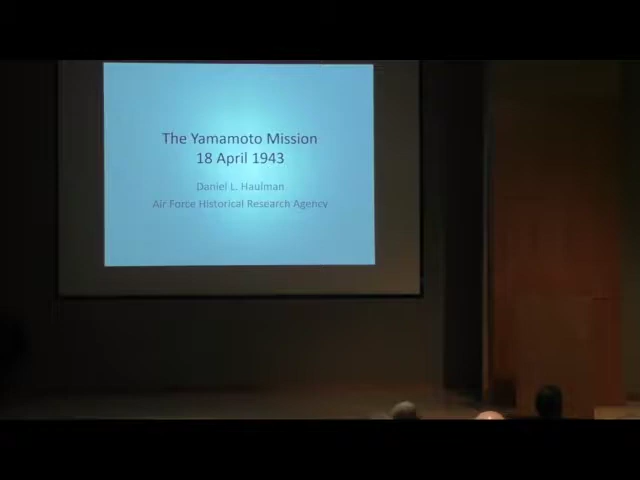 The Yamamoto Mission
18 April 1943
Daniel L. Haulman
Air Force Historical Research Agency